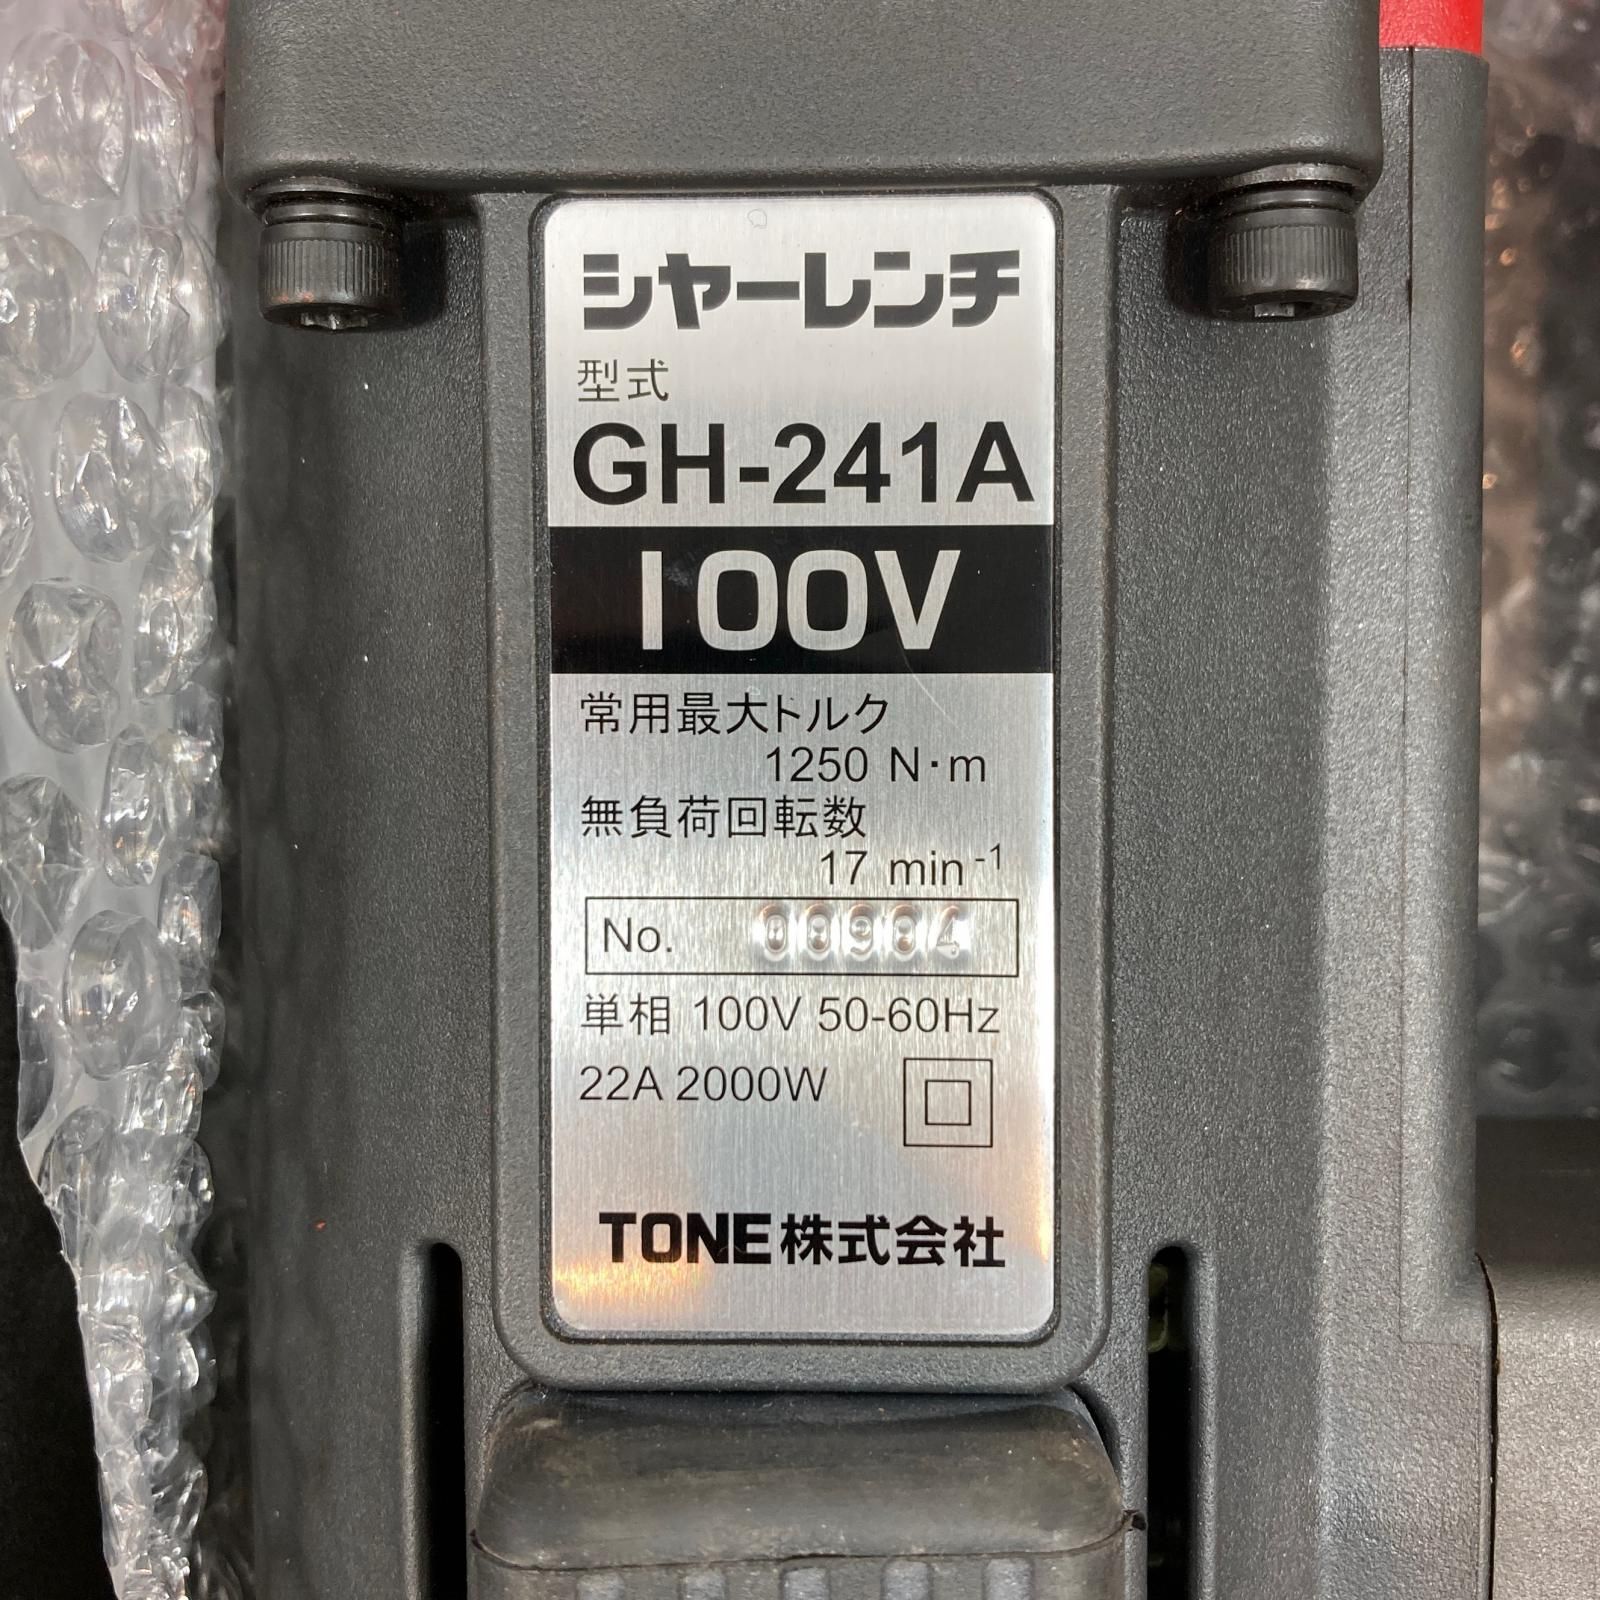 シャーレンチ
型式
GH-241A
100V
常用最大トルク
1250 N·m
無負荷回転数
17 min⁻¹
No. 00904
単相 100V 50-60Hz
22A 2000W
TONE株式会社